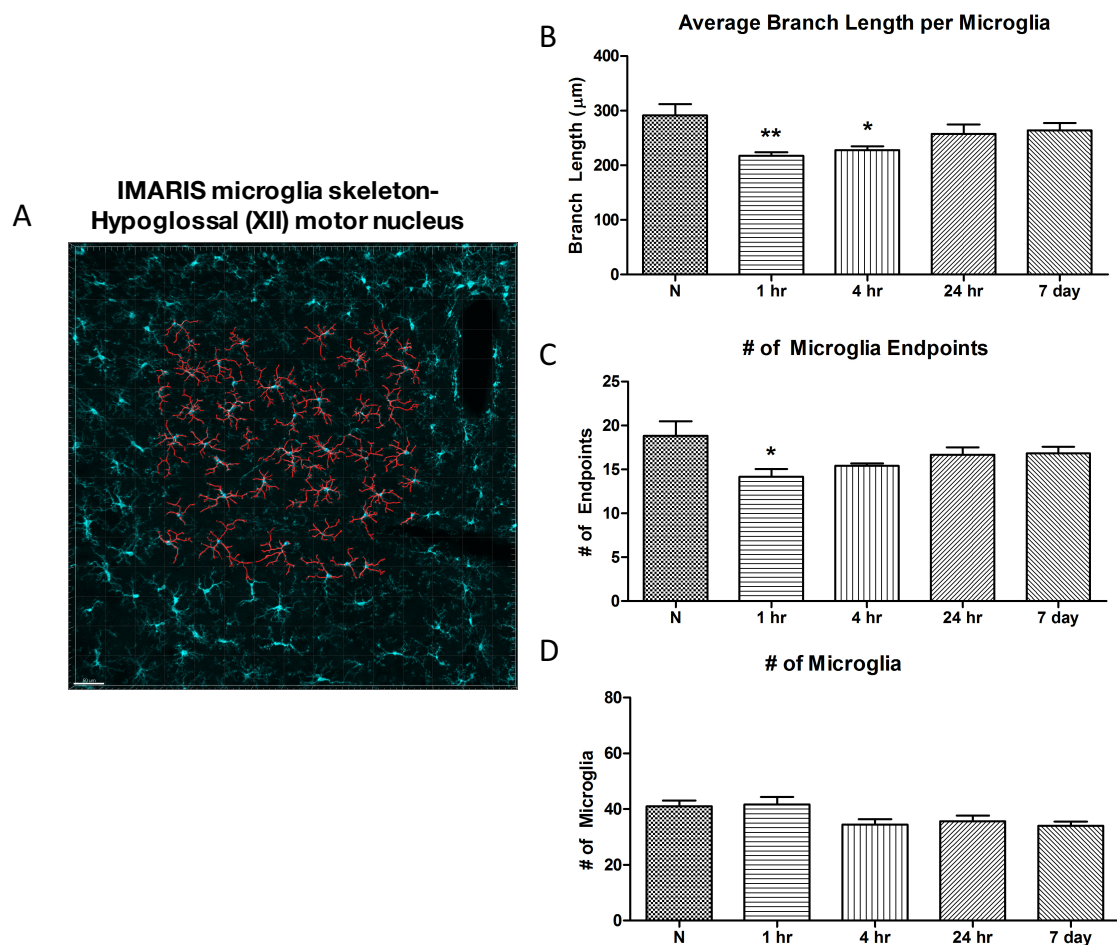 A
IMARIS microglia skeleton-
Hypoglossal (XII) motor nucleus
50 μm
B
Average Branch Length per Microglia
Branch Length (μm)
400
300
200
100
0
**
*
N 1 hr 4 hr 24 hr 7 day
C
# of Microglia Endpoints
# of Endpoints
25
20
15
10
5
0
*
N 1 hr 4 hr 24 hr 7 day
D
# of Microglia
# of Microglia
80
60
40
20
0
N 1 hr 4 hr 24 hr 7 day